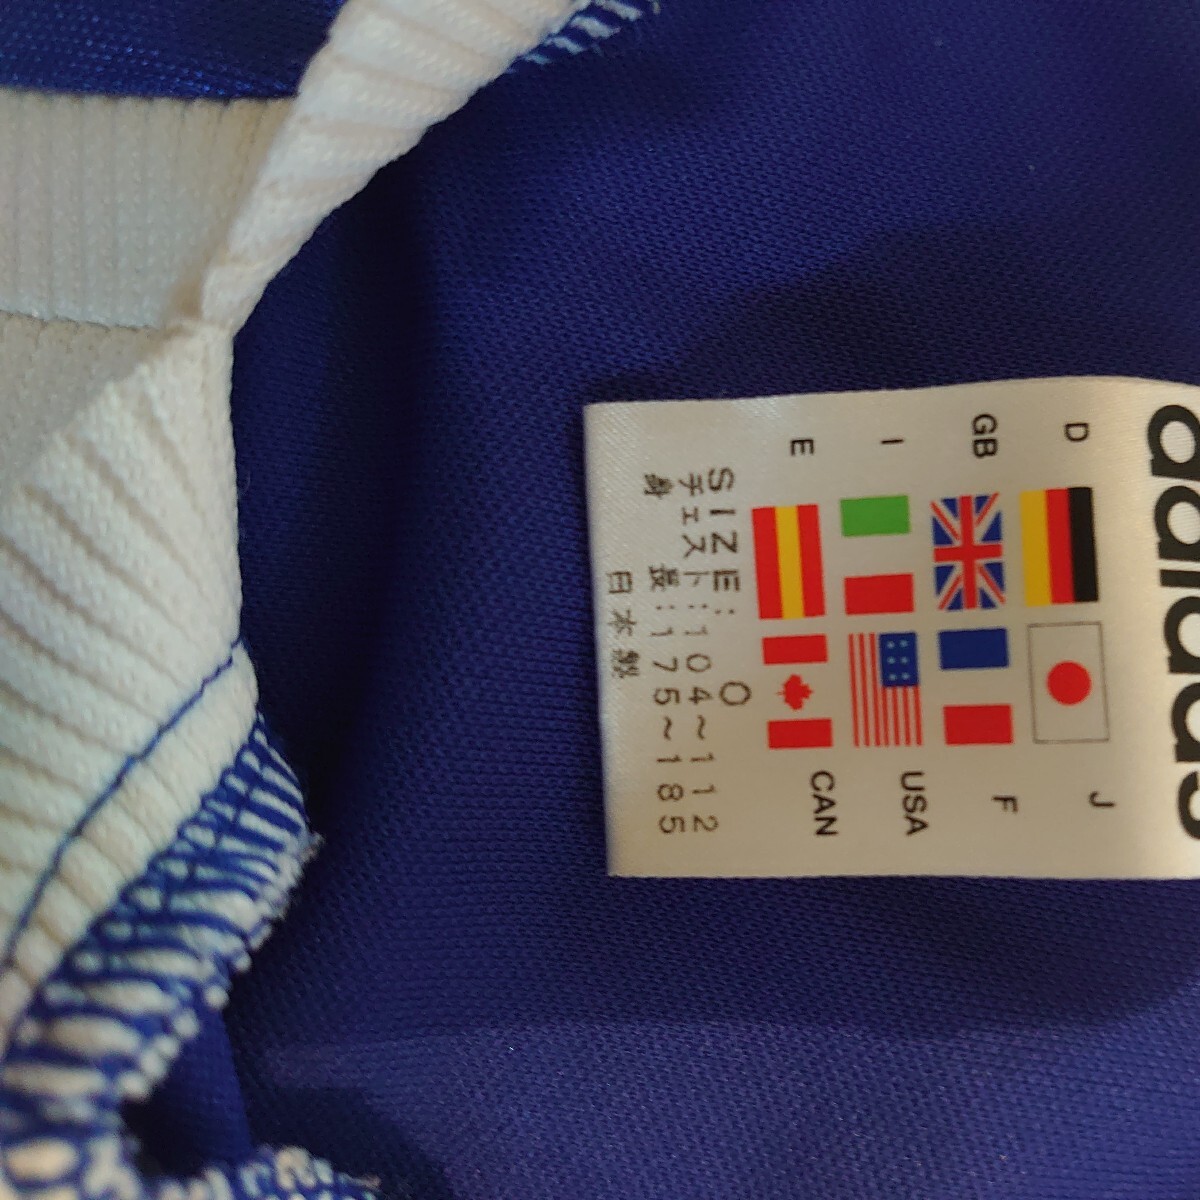 adidas
D J
GB F
I USA
E CAN
SIZE: O
チェスト:104~112
身長:175~185
日本製